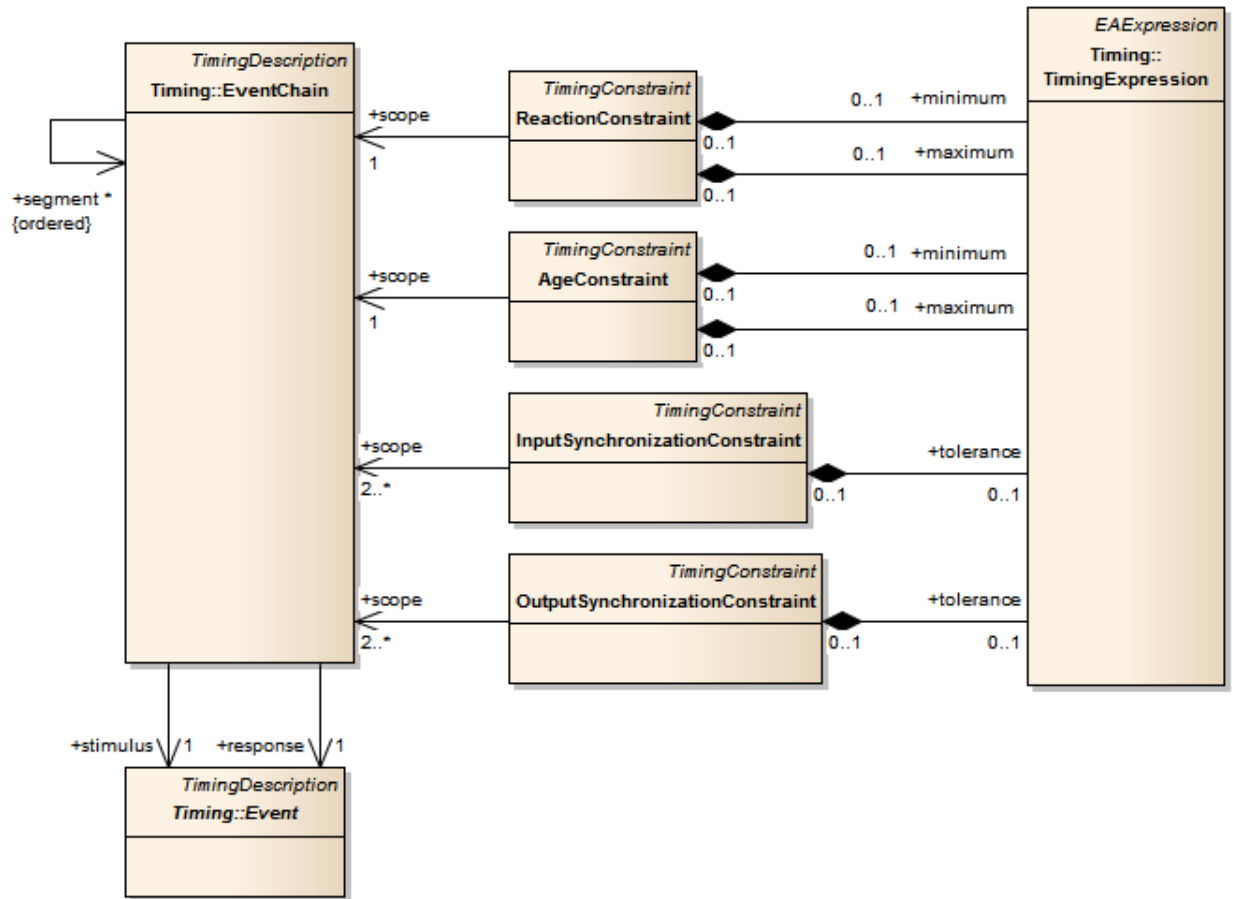 EAExpression
Timing::
TimingExpression
TimingDescription
Timing::EventChain
+segment *
{ordered}
+scope
1
TimingConstraint
ReactionConstraint
0..1
0..1 +minimum
0..1
0..1 +maximum
+scope
1
TimingConstraint
AgeConstraint
0..1
0..1 +minimum
0..1
0..1 +maximum
+scope
2..*
TimingConstraint
InputSynchronizationConstraint
0..1
+tolerance
0..1
+scope
2..*
TimingConstraint
OutputSynchronizationConstraint
0..1
+tolerance
0..1
+stimulus 1
+response 1
TimingDescription
Timing::Event